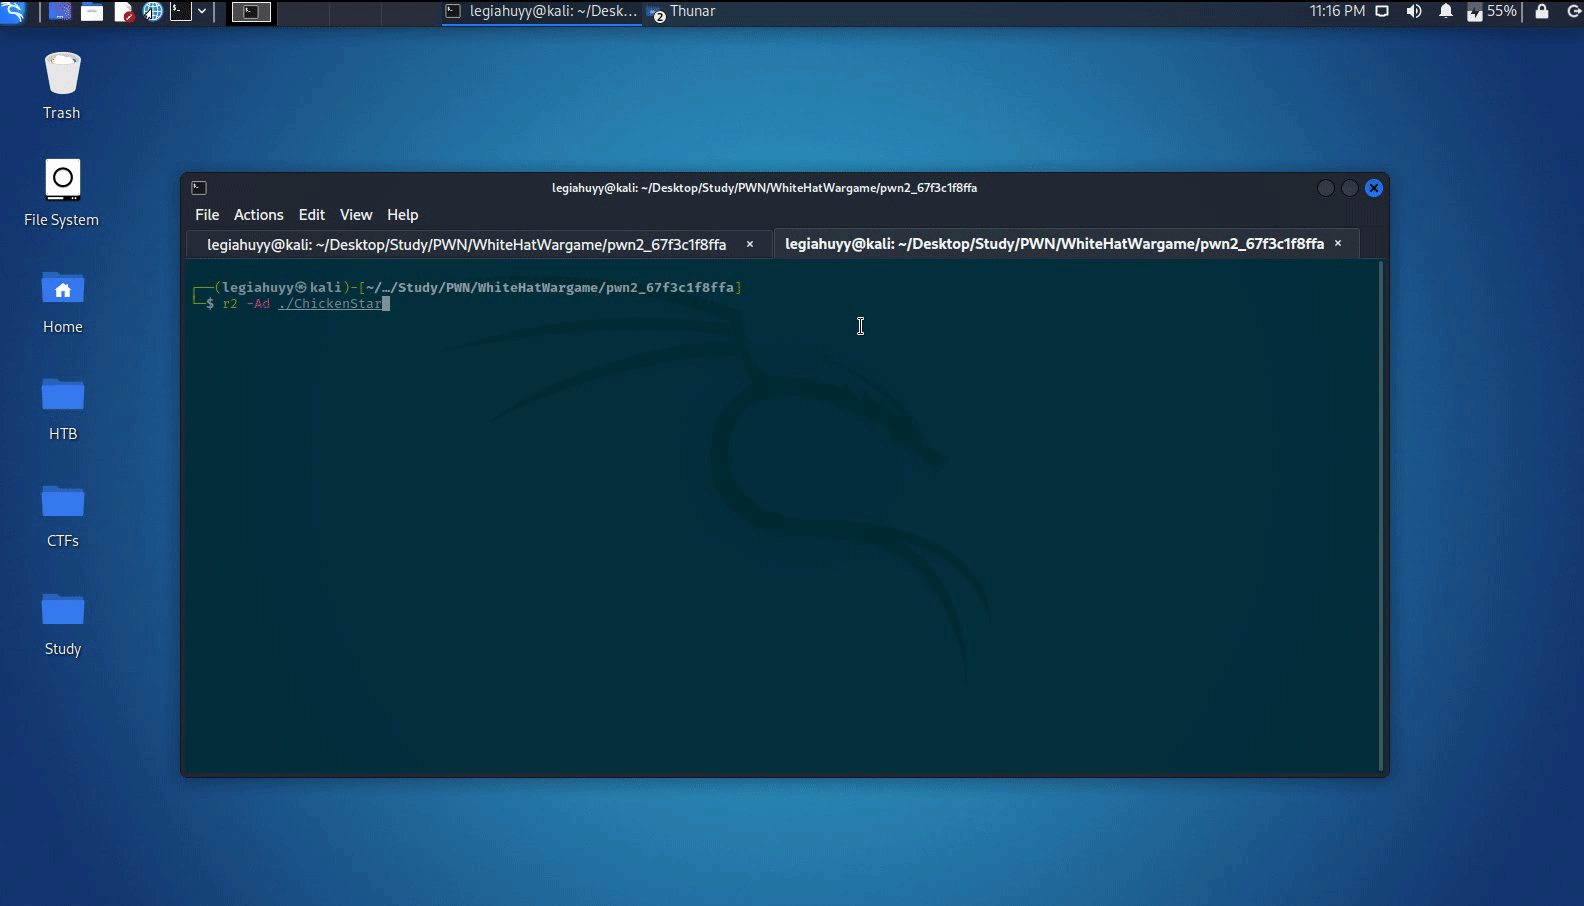 legiahuyy@kali: ~/Desk...
2 Thunar
11:16 PM
55%
Trash
File System
Home
HTB
CTFs
Study
legiahuyy@kali: ~/Desktop/Study/PWN/WhiteHatWargame/pwn2_67f3c1f8ffa
File Actions Edit View Help
legiahuyy@kali: ~/Desktop/Study/PWN/WhiteHatWargame/pwn2_67f3c1f8ffa ×
legiahuyy@kali: ~/Desktop/Study/PWN/WhiteHatWargame/pwn2_67f3c1f8ffa ×
┌──(legiahuyy㉿kali)-[~/…/Study/PWN/WhiteHatWargame/pwn2_67f3c1f8ffa]
└─$ r2 -Ad ./ChickenStar